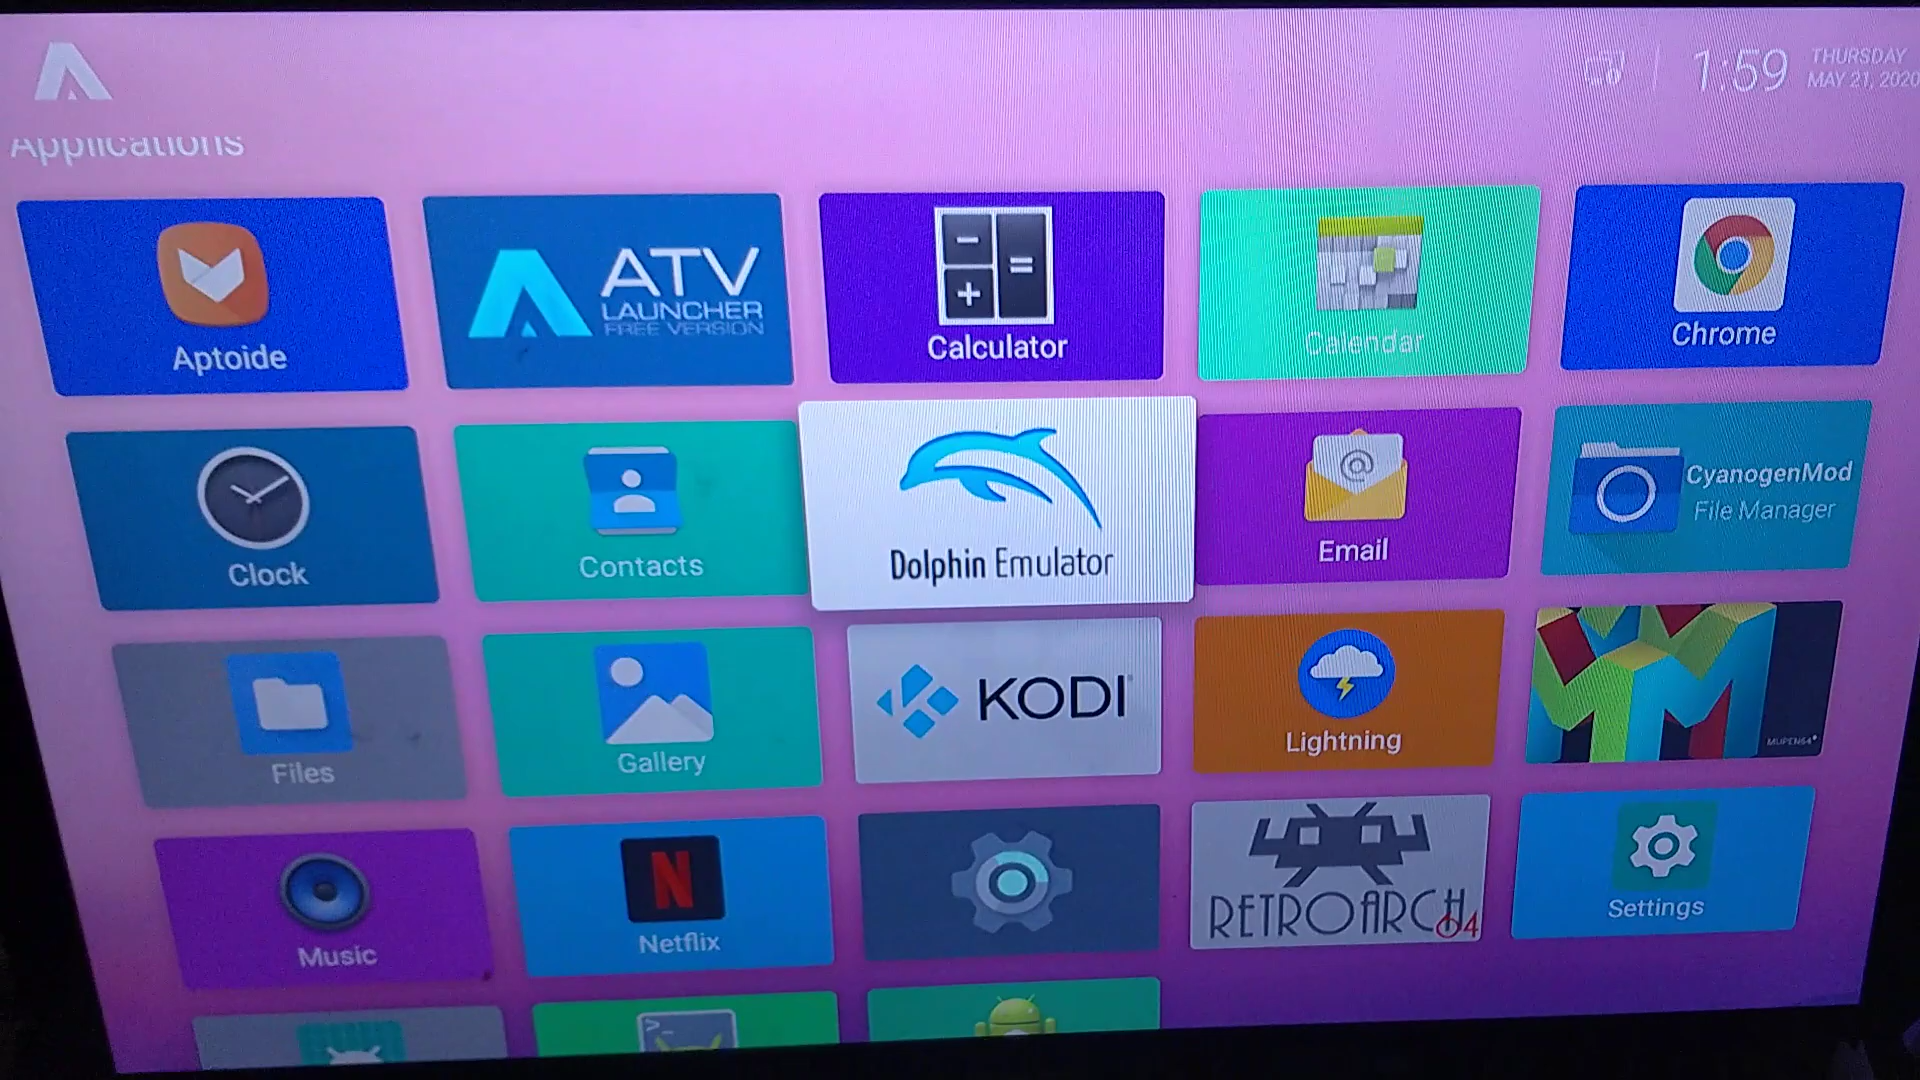 1:59
THURSDAY
MAY 21, 2020
Applications
Aptoide
ATV
LAUNCHER
FREE VERSION
Calculator
Calendar
Chrome
Clock
Contacts
Dolphin Emulator
Email
CyanogenMod
File Manager
Files
Gallery
KODI
Lightning
MUPEN64+
Music
Netflix
RETROARCH
64
Settings